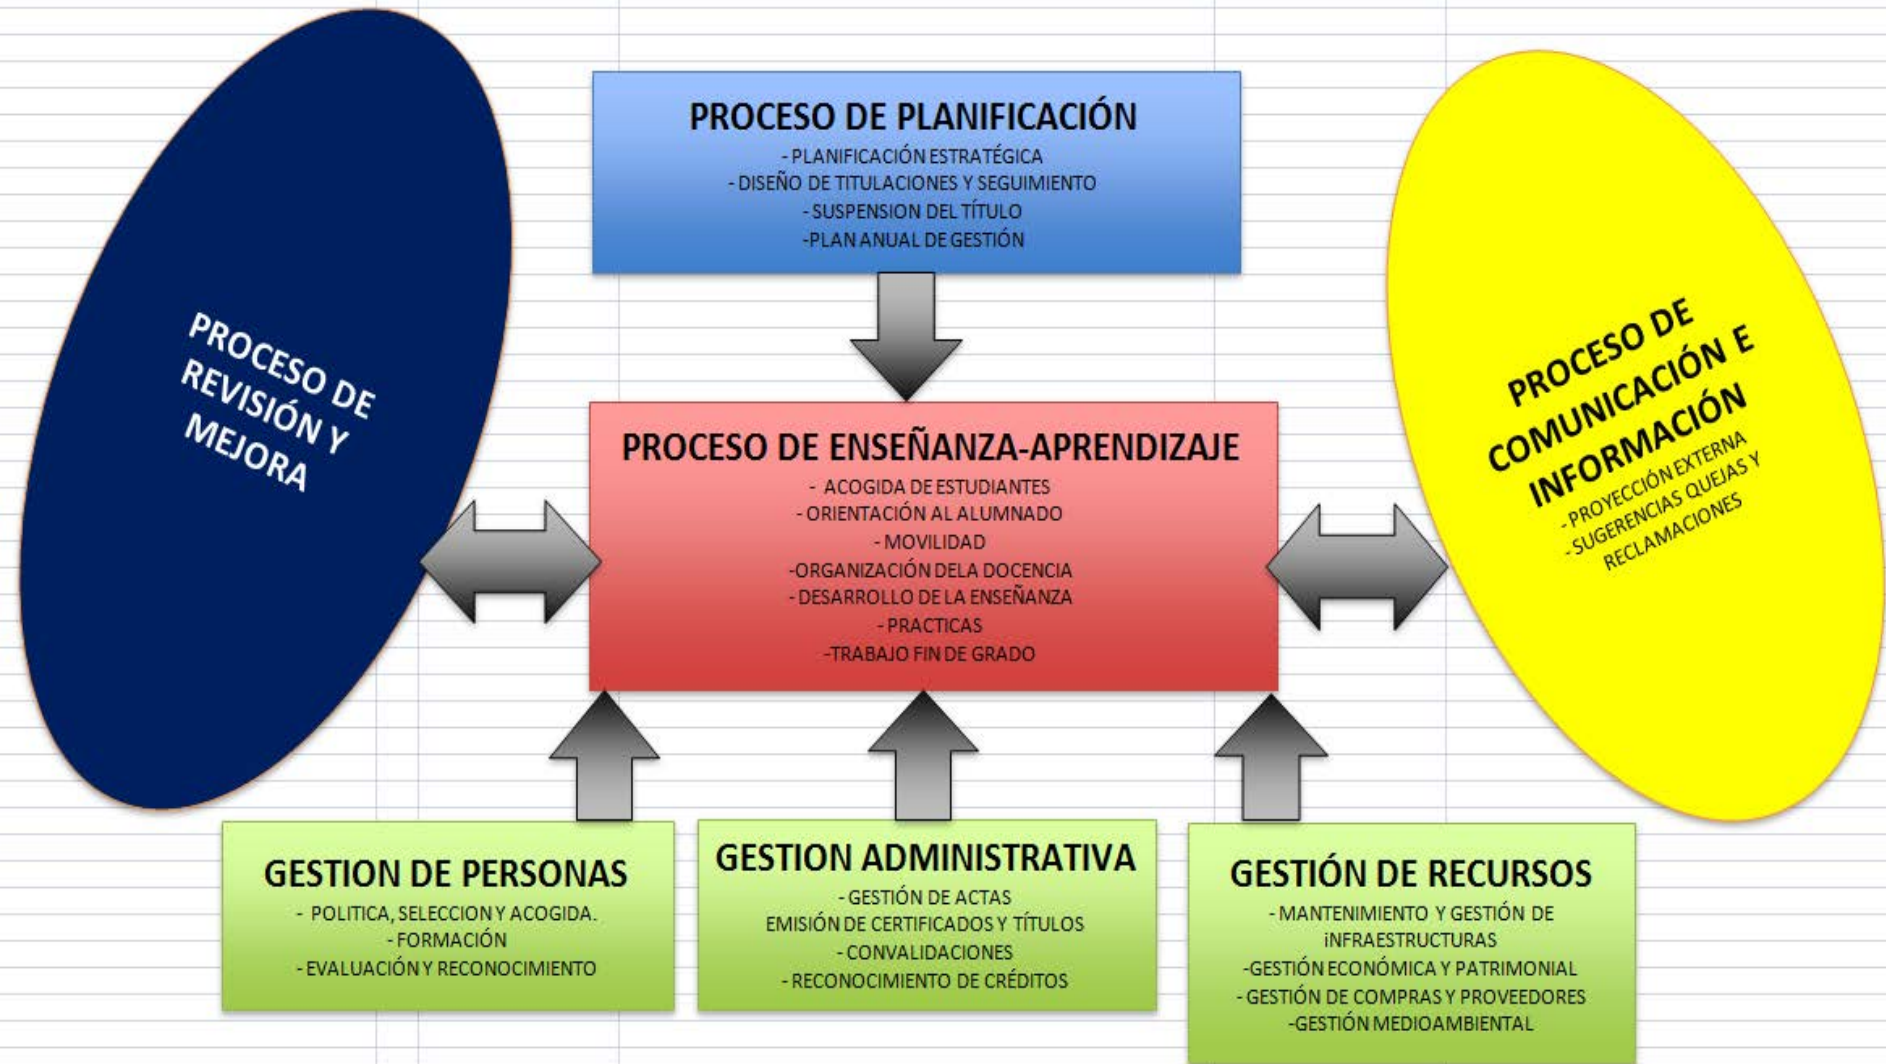 PROCESO DE PLANIFICACIÓN
- PLANIFICACIÓN ESTRATÉGICA
- DISEÑO DE TITULACIONES Y SEGUIMIENTO
- SUSPENSION DEL TÍTULO
-PLAN ANUAL DE GESTIÓN
PROCESO DE
REVISIÓN Y
MEJORA
PROCESO DE ENSEÑANZA-APRENDIZAJE
- ACOGIDA DE ESTUDIANTES
- ORIENTACIÓN AL ALUMNADO
- MOVILIDAD
-ORGANIZACIÓN DELA DOCENCIA
- DESARROLLO DE LA ENSEÑANZA
- PRACTICAS
-TRABAJO FIN DE GRADO
PROCESO DE
COMUNICACIÓN E
INFORMACIÓN
- PROYECCIÓN EXTERNA
- SUGERENCIAS QUEJAS Y
RECLAMACIONES
GESTION DE PERSONAS
- POLITICA, SELECCION Y ACOGIDA.
- FORMACIÓN
- EVALUACIÓN Y RECONOCIMIENTO
GESTION ADMINISTRATIVA
- GESTIÓN DE ACTAS
EMISIÓN DE CERTIFICADOS Y TÍTULOS
- CONVALIDACIONES
- RECONOCIMIENTO DE CRÉDITOS
GESTIÓN DE RECURSOS
- MANTENIMIENTO Y GESTIÓN DE
iNFRAESTRUCTURAS
-GESTIÓN ECONÓMICA Y PATRIMONIAL
- GESTIÓN DE COMPRAS Y PROVEEDORES
-GESTIÓN MEDIOAMBIENTAL